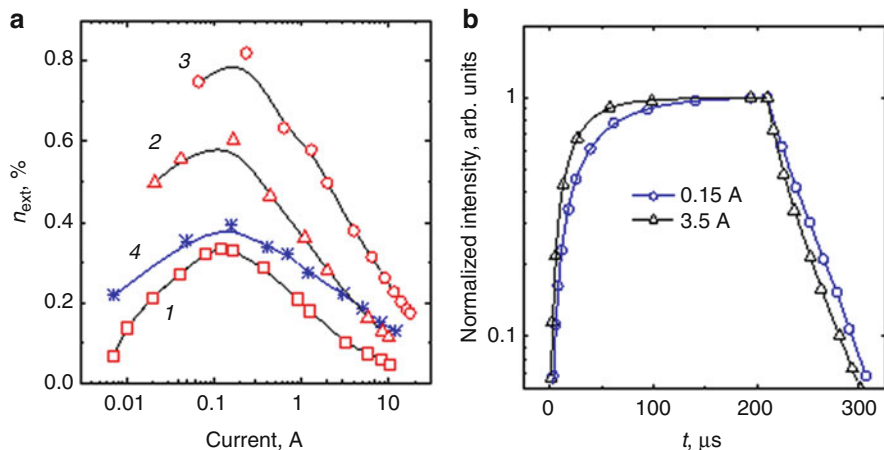 a
n_ext, %
0.8
0.6
0.4
0.2
0.0
3
2
4
1
0.01
0.1
1
10
Current, A
b
Normalized intensity, arb. units
1
0.1
0.15 A
3.5 A
0
100
200
300
t, μs